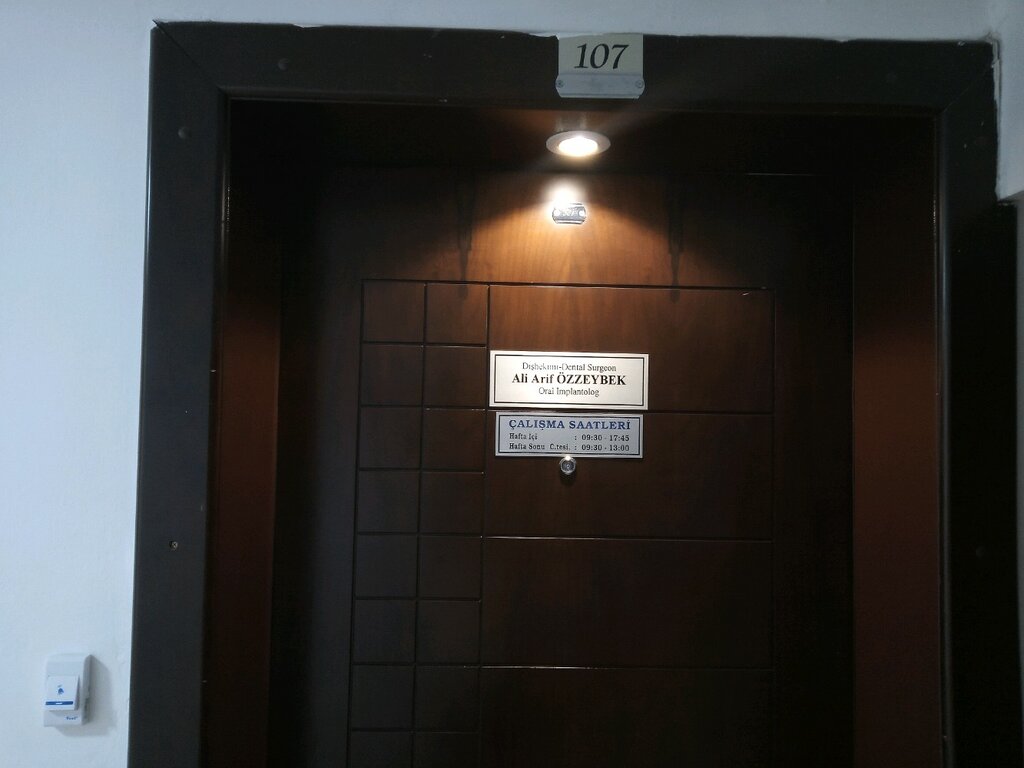 107
Dişhekimi-Dental Surgeon
Ali Arif ÖZZEYBEK
Oral Implantolog
ÇALIŞMA SAATLERİ
Hafta İçi : 09:30 - 17:45
Hafta Sonu C.tesi. : 09:30 - 13:00